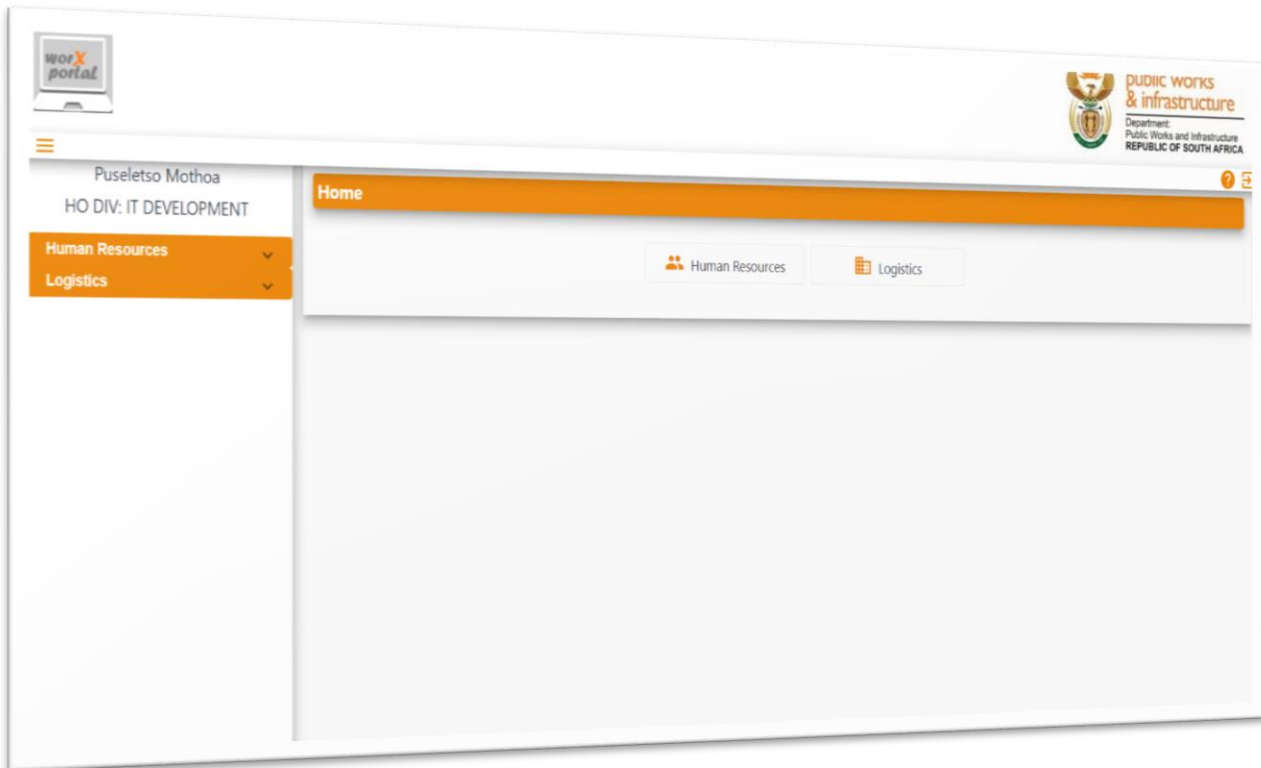 worX
portal
public works
& infrastructure
Department:
Public Works and Infrastructure
REPUBLIC OF SOUTH AFRICA
Puseletso Mothoa
HO DIV: IT DEVELOPMENT
Human Resources
Logistics
Home
Human Resources
Logistics